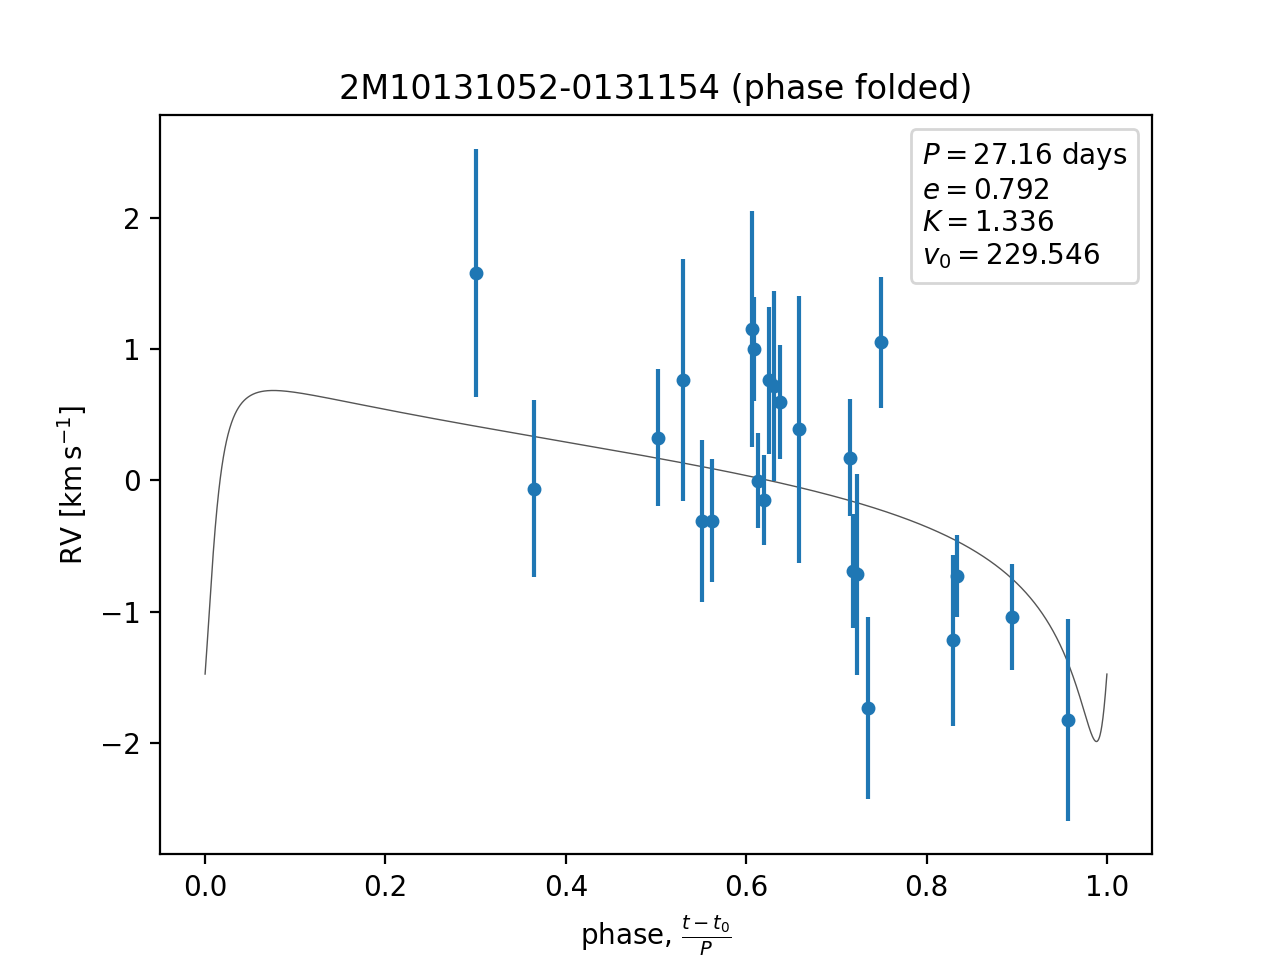 2M10131052-0131154 (phase folded)
P = 27.16 days
e = 0.792
K = 1.336
v₀ = 229.546
RV [km s⁻¹]
2
1
0
−1
−2
0.0 0.2 0.4 0.6 0.8 1.0
phase, (t − t₀)/P